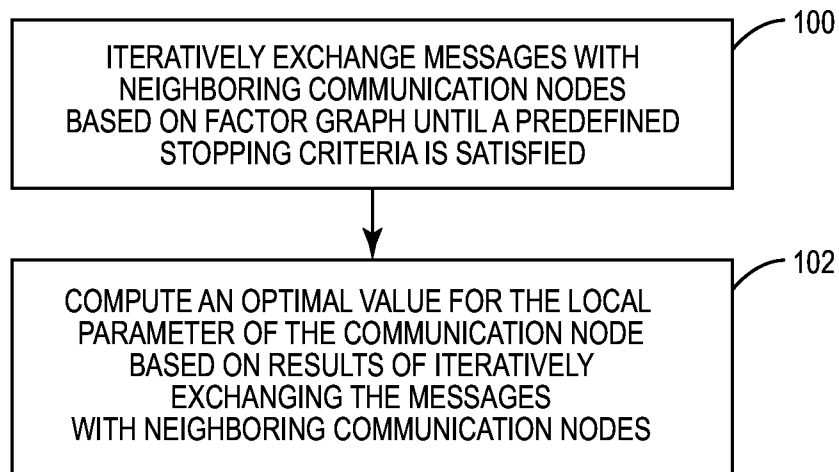 100
ITERATIVELY EXCHANGE MESSAGES WITH
NEIGHBORING COMMUNICATION NODES
BASED ON FACTOR GRAPH UNTIL A PREDEFINED
STOPPING CRITERIA IS SATISFIED
102
COMPUTE AN OPTIMAL VALUE FOR THE LOCAL
PARAMETER OF THE COMMUNICATION NODE
BASED ON RESULTS OF ITERATIVELY
EXCHANGING THE MESSAGES
WITH NEIGHBORING COMMUNICATION NODES